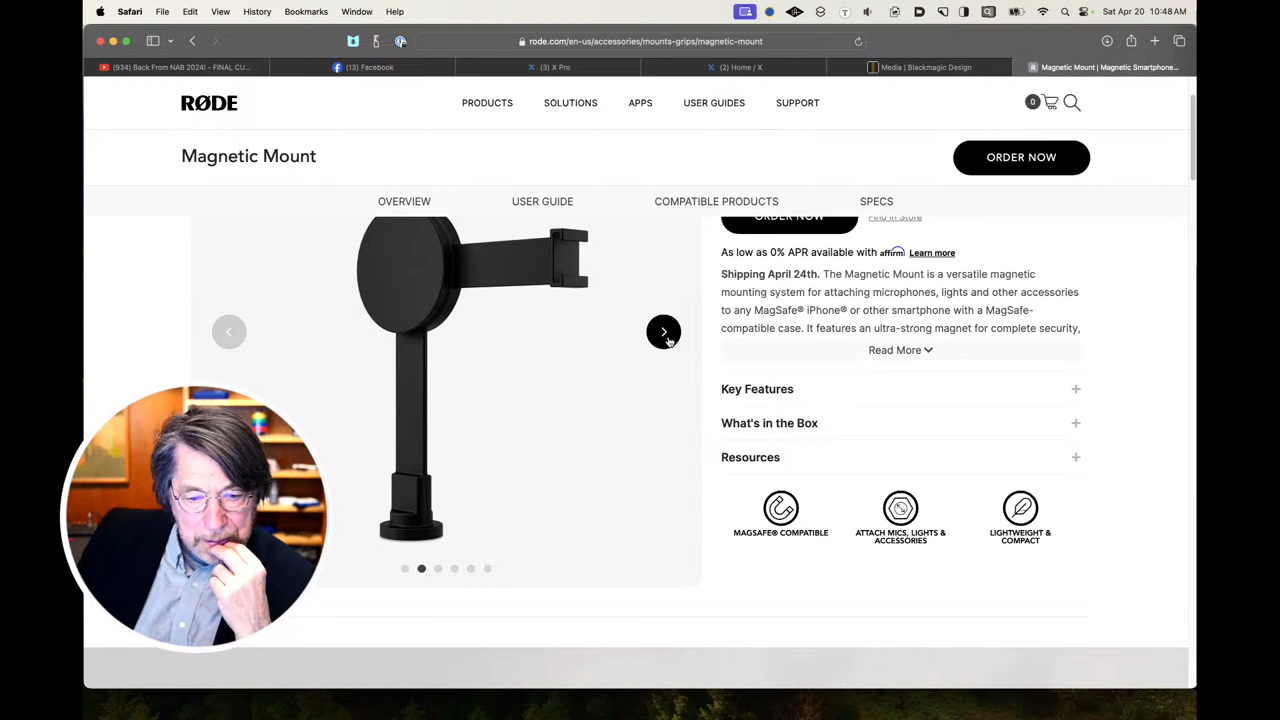 Safari File Edit View History Bookmarks Window Help Sat Apr 20 10:48 AM
rode.com/en-us/accessories/mounts-grips/magnetic-mount
(934) Back From NAB 2024! – FINAL CU... (13) Facebook (3) X Pro (2) Home / X Media | Blackmagic Design Magnetic Mount | Magnetic Smartphone...
RØDE PRODUCTS SOLUTIONS APPS USER GUIDES SUPPORT 0
Magnetic Mount ORDER NOW
OVERVIEW USER GUIDE COMPATIBLE PRODUCTS SPECS
ORDER NOW Find in Store
As low as 0% APR available with affirm Learn more
Shipping April 24th. The Magnetic Mount is a versatile magnetic
mounting system for attaching microphones, lights and other accessories
to any MagSafe® iPhone® or other smartphone with a MagSafe-
compatible case. It features an ultra-strong magnet for complete security,
Read More
Key Features
What's in the Box
Resources
MAGSAFE® COMPATIBLE
ATTACH MICS, LIGHTS &
ACCESSORIES
LIGHTWEIGHT &
COMPACT